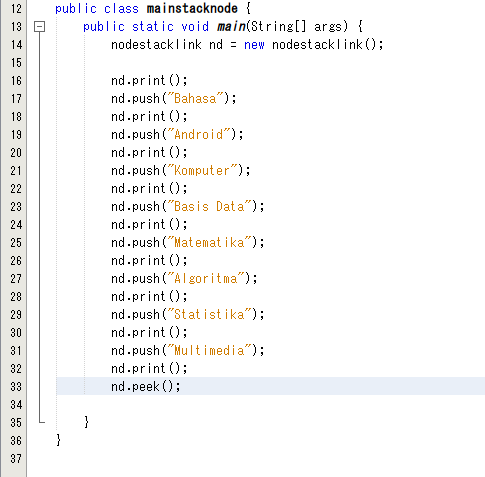 12 public class mainstacknode {
13     public static void main(String[] args) {
14         nodestacklink nd = new nodestacklink();
15
16         nd.print();
17         nd.push("Bahasa");
18         nd.print();
19         nd.push("Android");
20         nd.print();
21         nd.push("Komputer");
22         nd.print();
23         nd.push("Basis Data");
24         nd.print();
25         nd.push("Matematika");
26         nd.print();
27         nd.push("Algoritma");
28         nd.print();
29         nd.push("Statistika");
30         nd.print();
31         nd.push("Multimedia");
32         nd.print();
33         nd.peek();
34
35     }
36 }
37